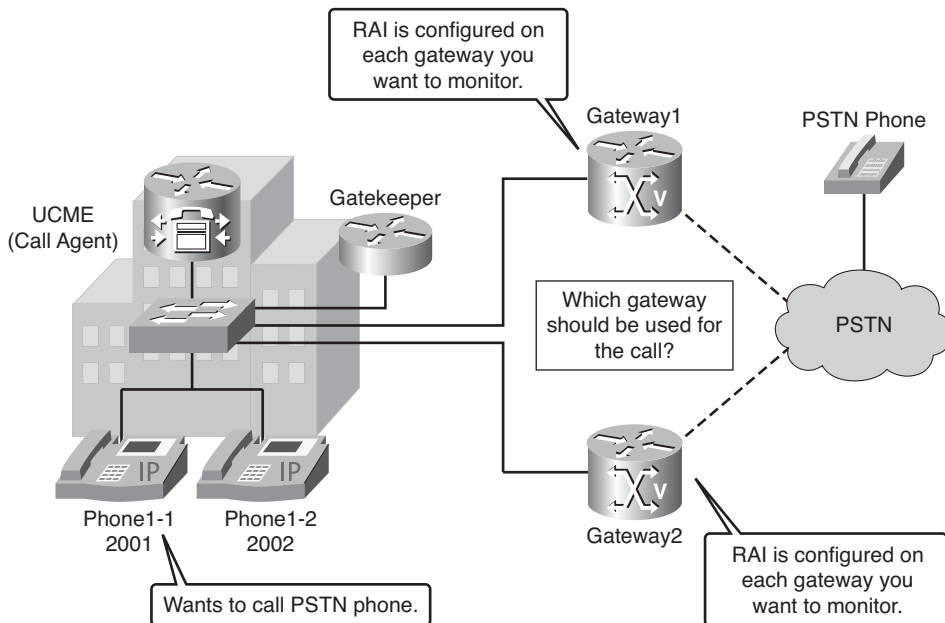 RAI is configured on
each gateway you
want to monitor.
Gateway1
PSTN Phone
UCME
(Call Agent)
Gatekeeper
V
Which gateway
should be used for
the call?
PSTN
IP
IP
V
Phone1-1
2001
Phone1-2
2002
Gateway2
RAI is configured on
each gateway you
want to monitor.
Wants to call PSTN phone.